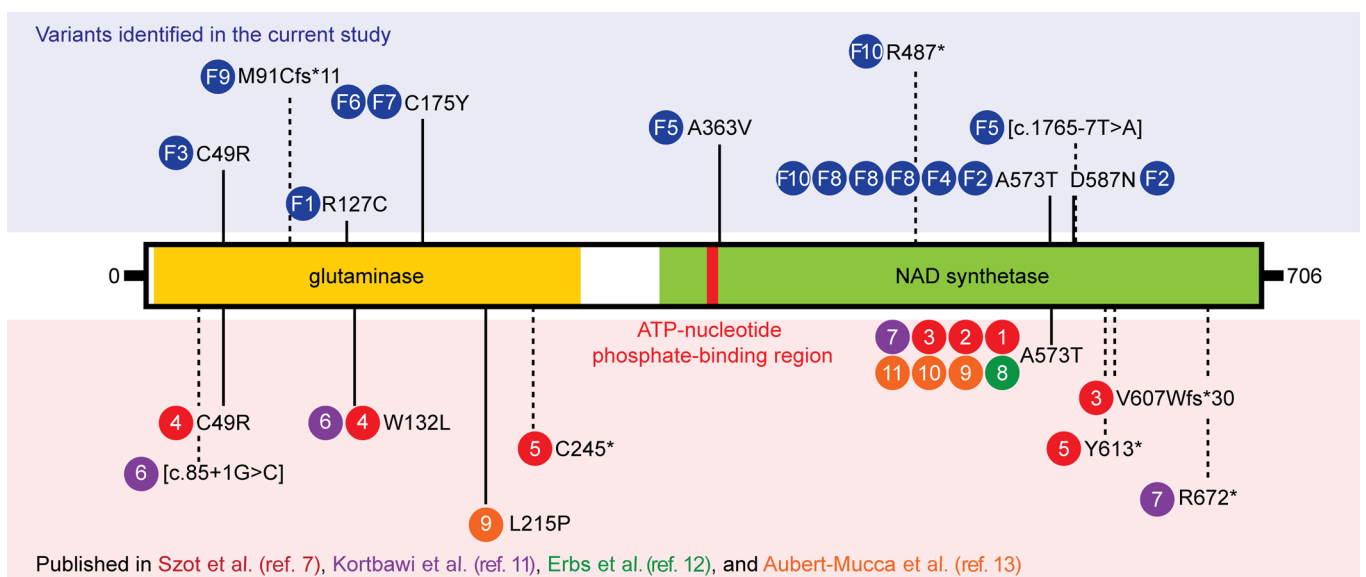 Variants identified in the current study
F10 R487*
F9 M91Cfs*11
F6 F7 C175Y
F5 A363V
F5 [c.1765-7T>A]
F3 C49R
F10 F8 F8 F8 F4 F2 A573T D587N F2
F1 R127C
0 glutaminase NAD synthetase 706
ATP-nucleotide
phosphate-binding region
7 3 2 1
A573T
11 10 9 8
3 V607Wfs*30
4 C49R
6 4 W132L
5 C245*
5 Y613*
6 [c.85+1G>C]
7 R672*
9 L215P
Published in Szot et al. (ref. 7), Kortbawi et al. (ref. 11), Erbs et al. (ref. 12), and Aubert-Mucca et al. (ref. 13)